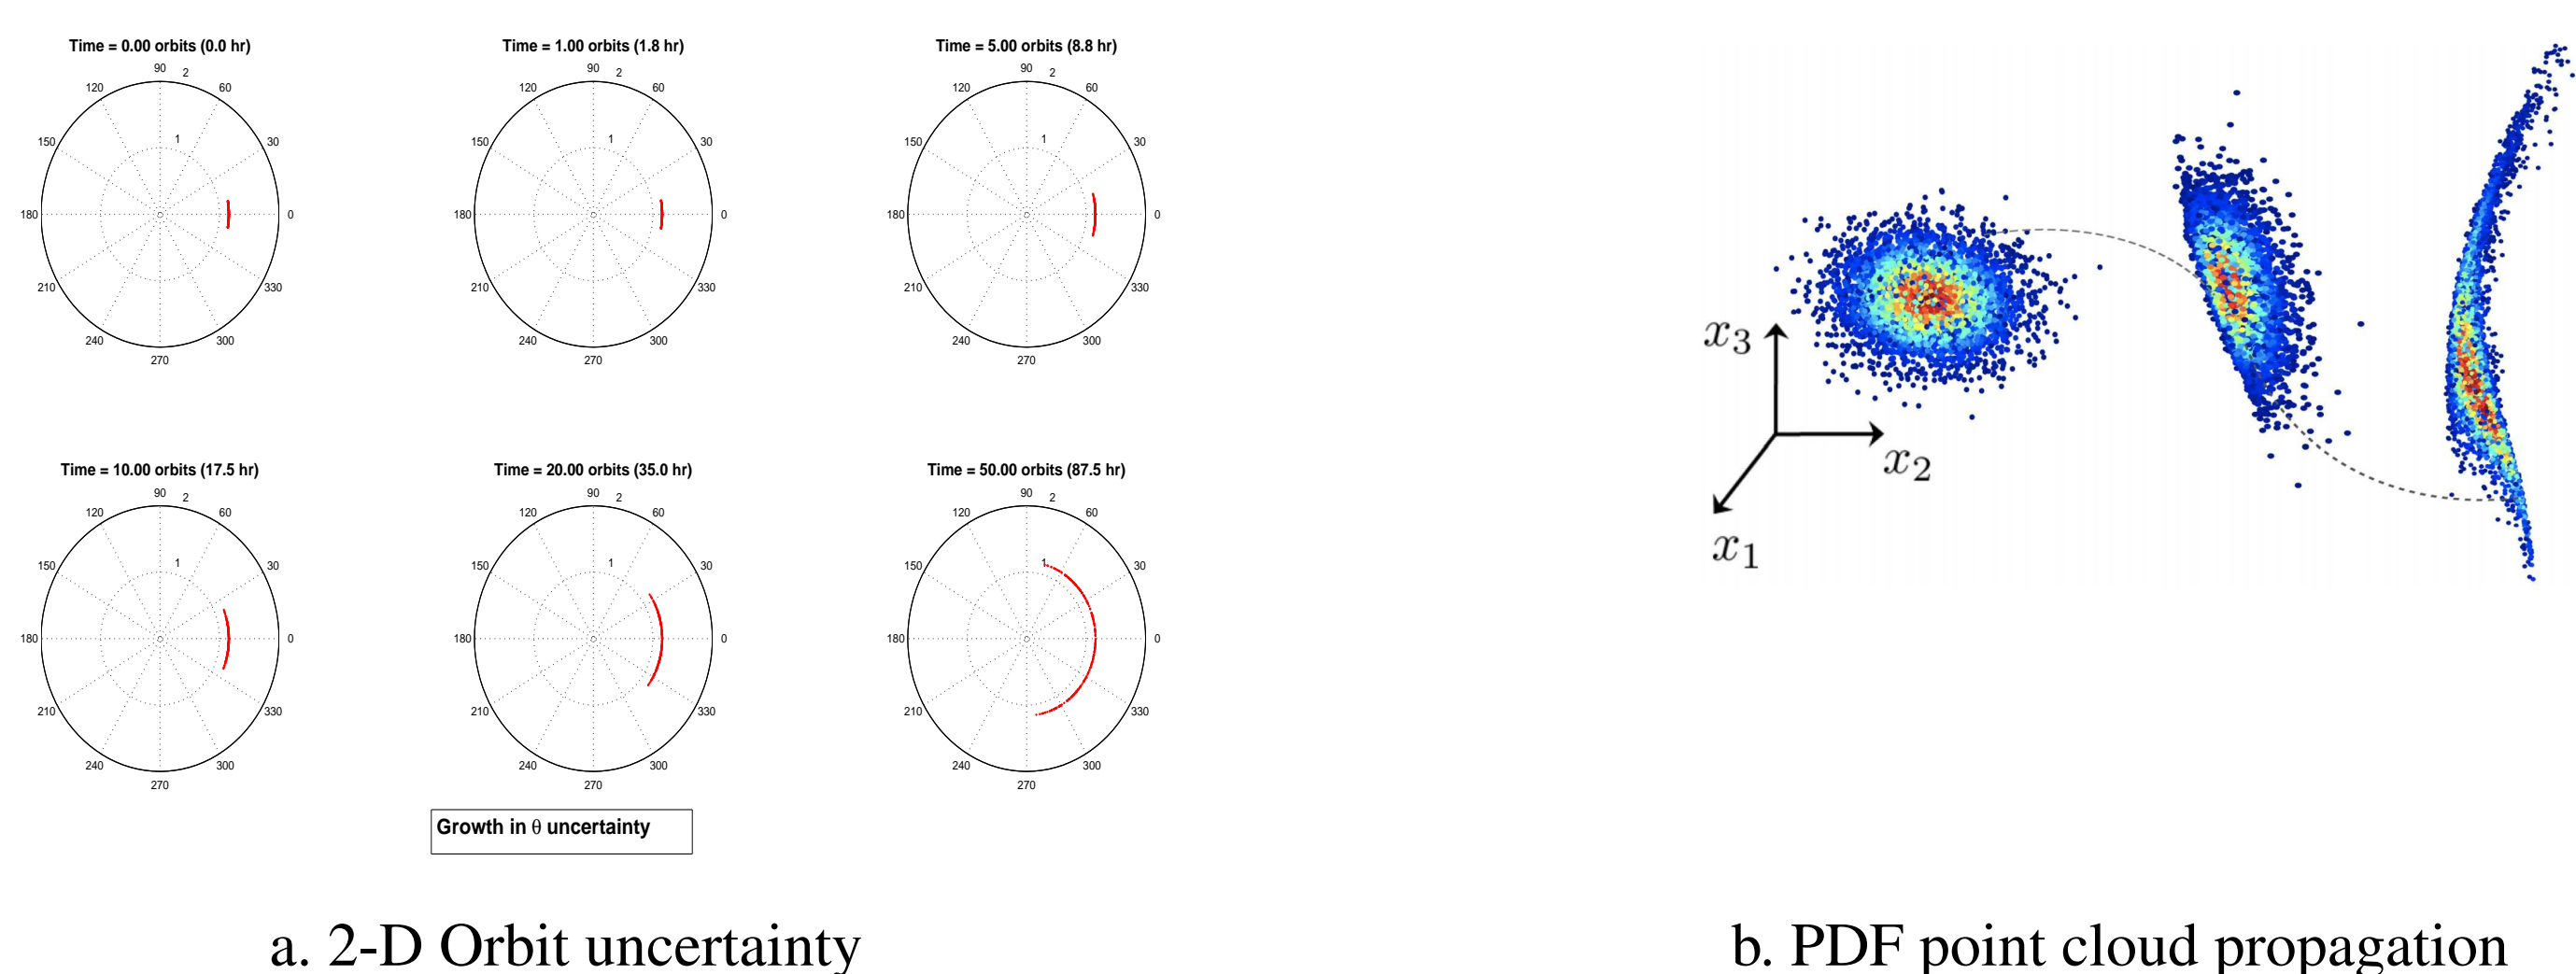 Time = 0.00 orbits (0.0 hr)
90 2
120 60
150 1 30
180 0
210 330
240 300
270
Time = 1.00 orbits (1.8 hr)
90 2
120 60
150 1 30
180 0
210 330
240 300
270
Time = 5.00 orbits (8.8 hr)
90 2
120 60
150 1 30
180 0
210 330
240 300
270
Time = 10.00 orbits (17.5 hr)
90 2
120 60
150 1 30
180 0
210 330
240 300
270
Time = 20.00 orbits (35.0 hr)
90 2
120 60
150 1 30
180 0
210 330
240 300
270
Time = 50.00 orbits (87.5 hr)
90 2
120 60
150 1 30
180 0
210 330
240 300
270
Growth in θ uncertainty
a. 2-D Orbit uncertainty
x3
x2
x1
b. PDF point cloud propagation